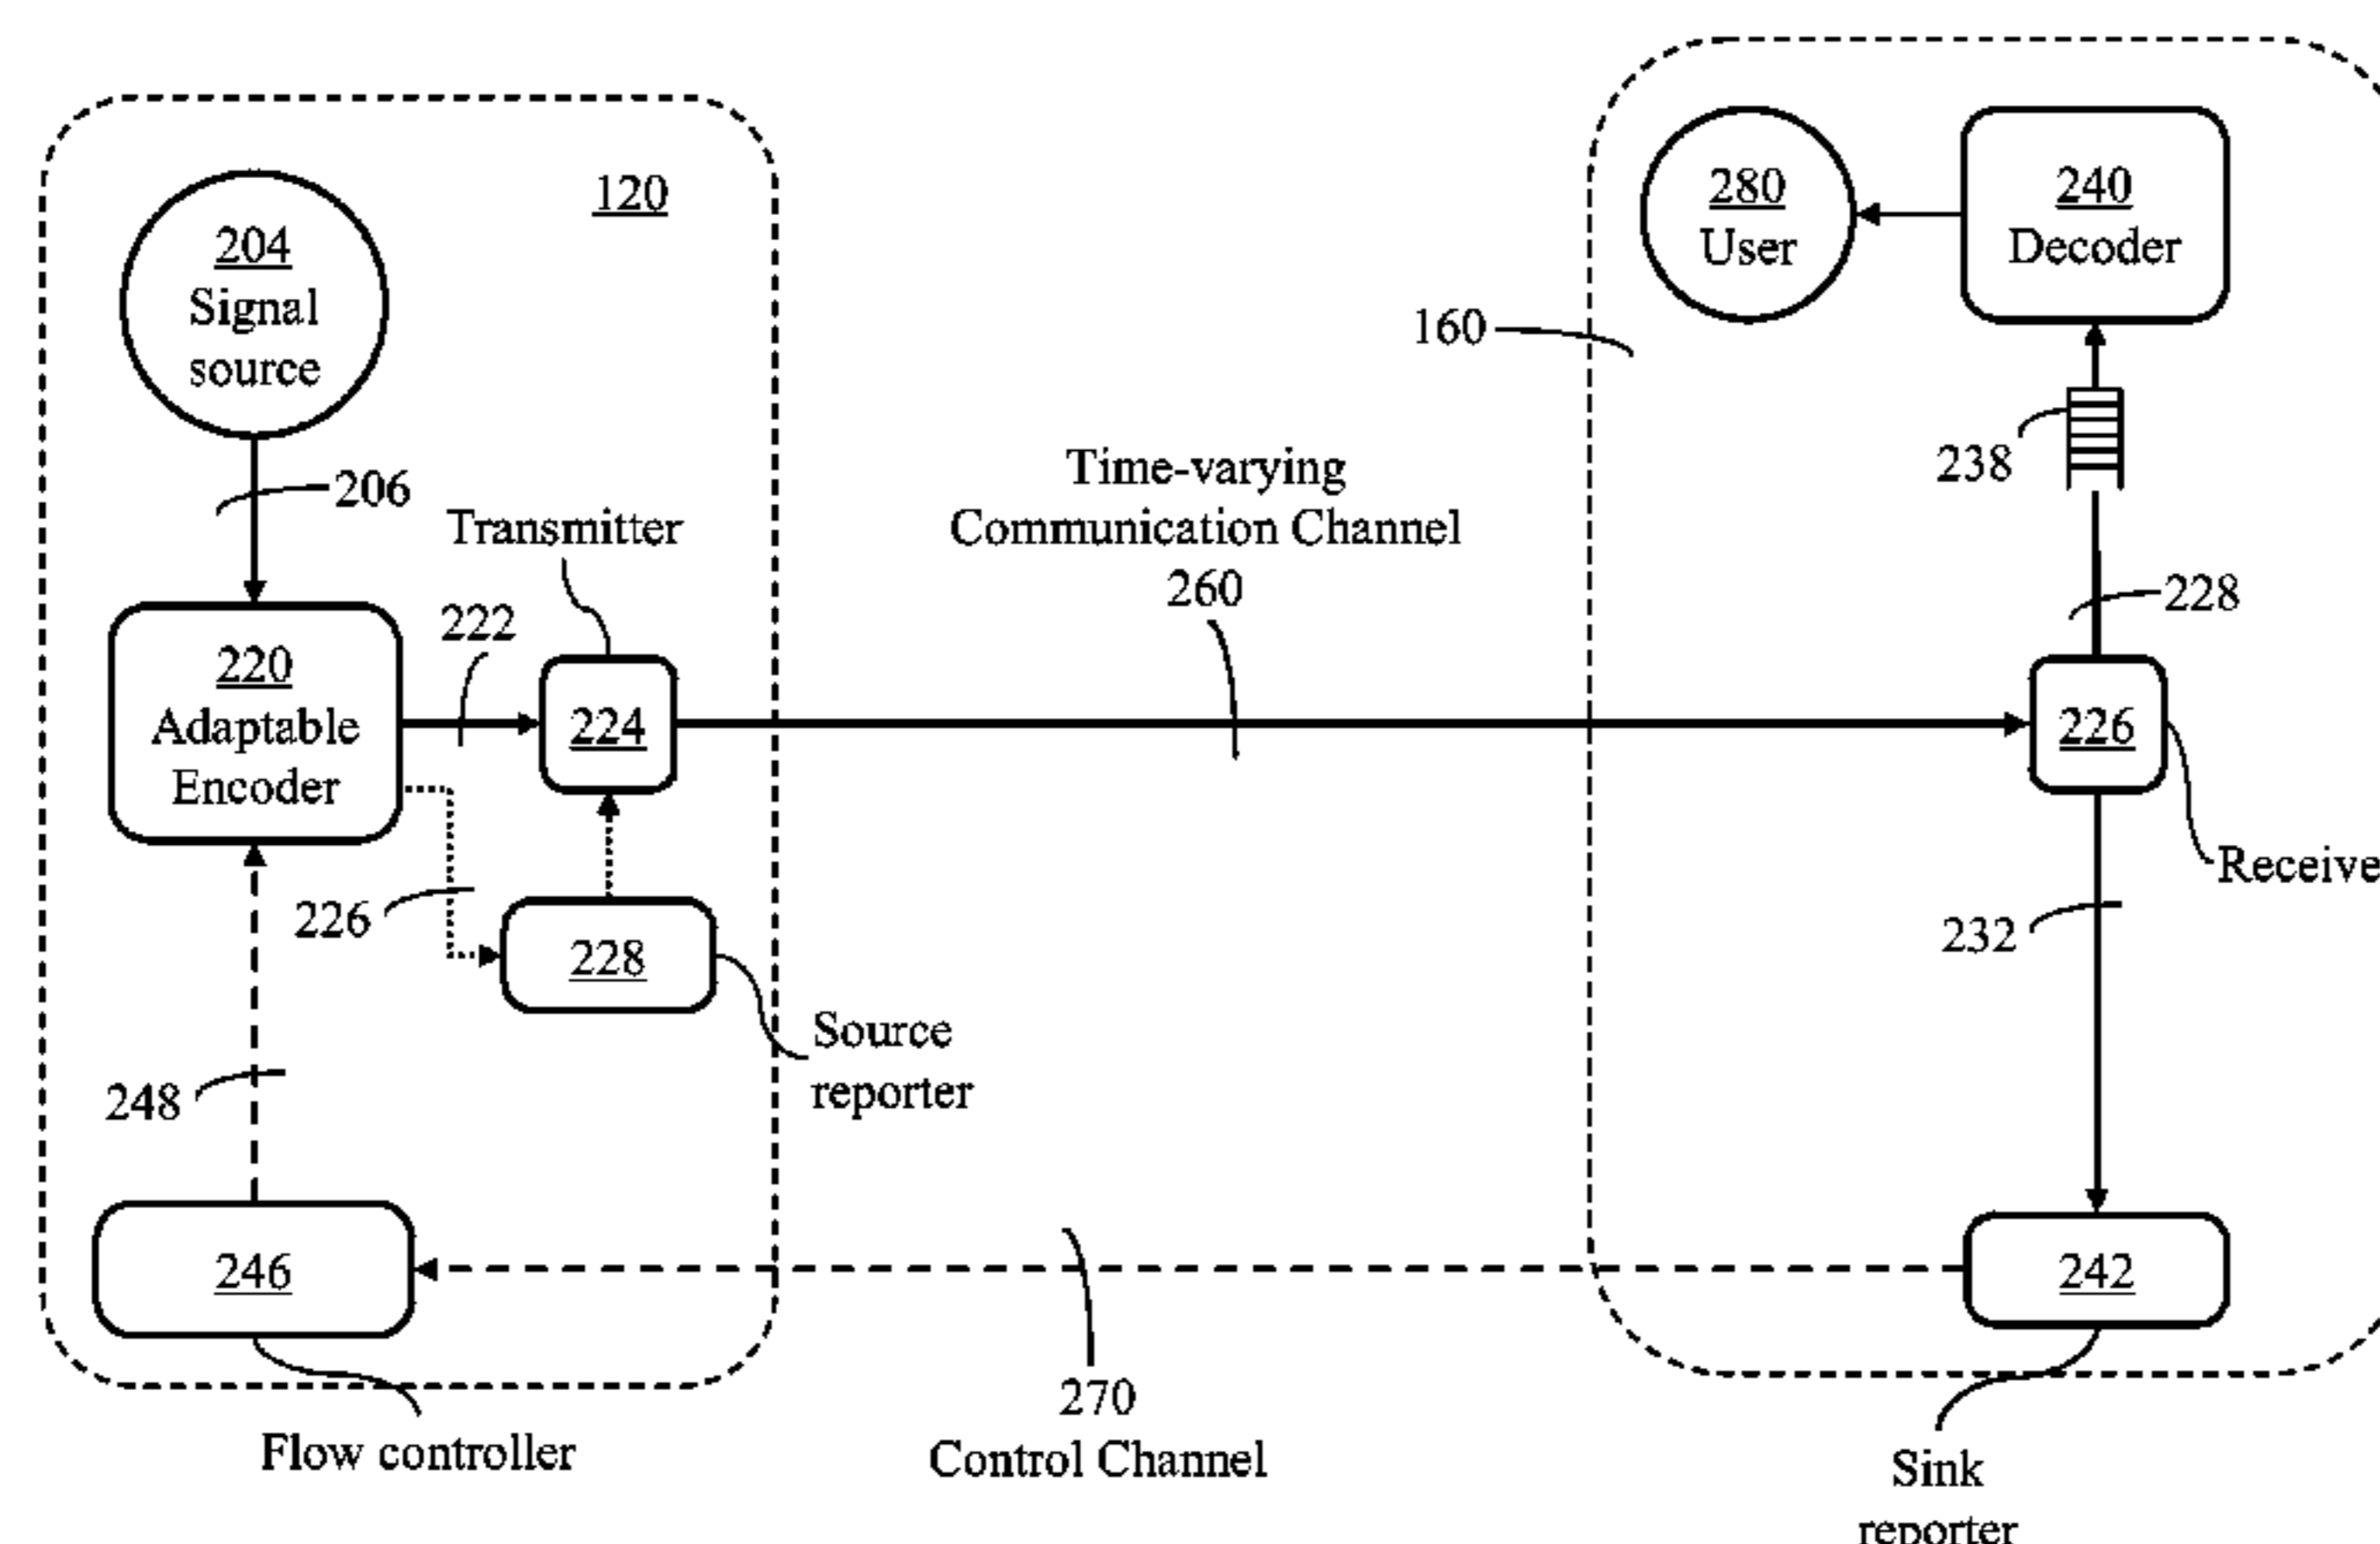 120
204
Signal
source
206
Transmitter
222
220
Adaptable
Encoder
224
226
228
Source
reporter
248
246
Flow controller
Time-varying
Communication Channel
260
270
Control Channel
160
280
User
240
Decoder
238
228
226
Receive
232
242
Sink
reporter